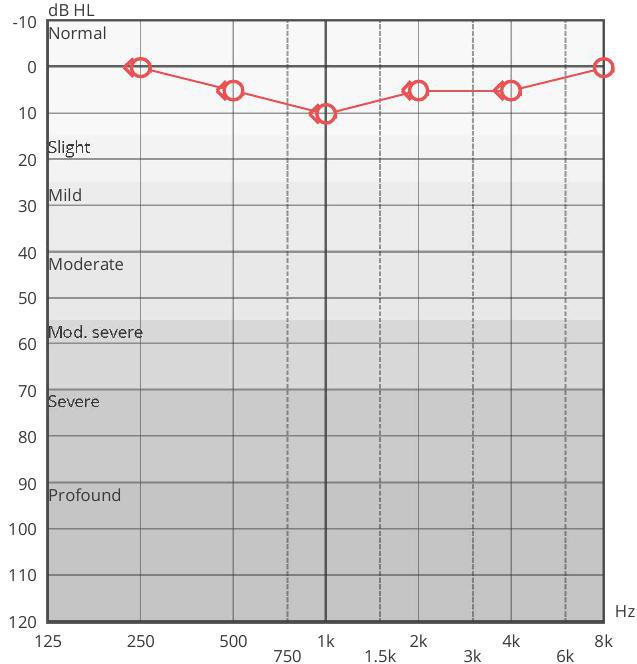 dB HL
-10
Normal
0
10
Slight
20
Mild
30
40
Moderate
50
Mod. severe
60
70
Severe
80
90
Profound
100
110
120
Hz
125 250 500 1k 2k 4k 8k
750 1.5k 3k 6k